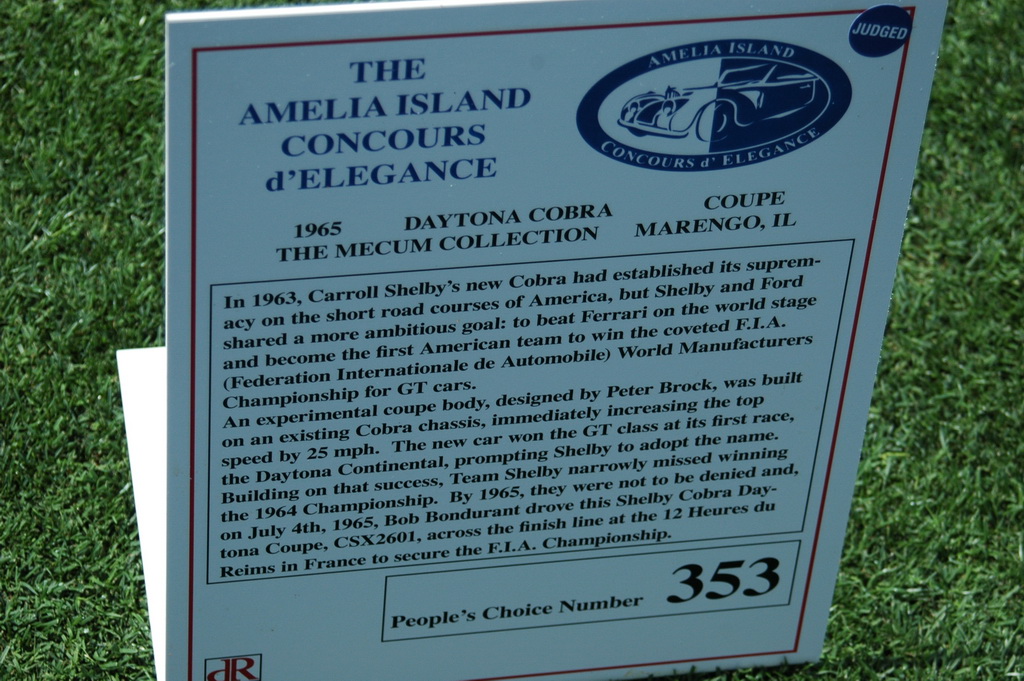 JUDGED
THE
AMELIA ISLAND
CONCOURS
d'ELEGANCE
AMELIA ISLAND
CONCOURS d' ELEGANCE
1965 DAYTONA COBRA COUPE
THE MECUM COLLECTION MARENGO, IL
In 1963, Carroll Shelby's new Cobra had established its suprem-
acy on the short road courses of America, but Shelby and Ford
shared a more ambitious goal: to beat Ferrari on the world stage
and become the first American team to win the coveted F.I.A.
(Federation Internationale de Automobile) World Manufacturers
Championship for GT cars.
An experimental coupe body, designed by Peter Brock, was built
on an existing Cobra chassis, immediately increasing the top
speed by 25 mph. The new car won the GT class at its first race,
the Daytona Continental, prompting Shelby to adopt the name.
Building on that success, Team Shelby narrowly missed winning
the 1964 Championship. By 1965, they were not to be denied and,
on July 4th, 1965, Bob Bondurant drove this Shelby Cobra Day-
tona Coupe, CSX2601, across the finish line at the 12 Heures du
Reims in France to secure the F.I.A. Championship.
People's Choice Number 353
dR